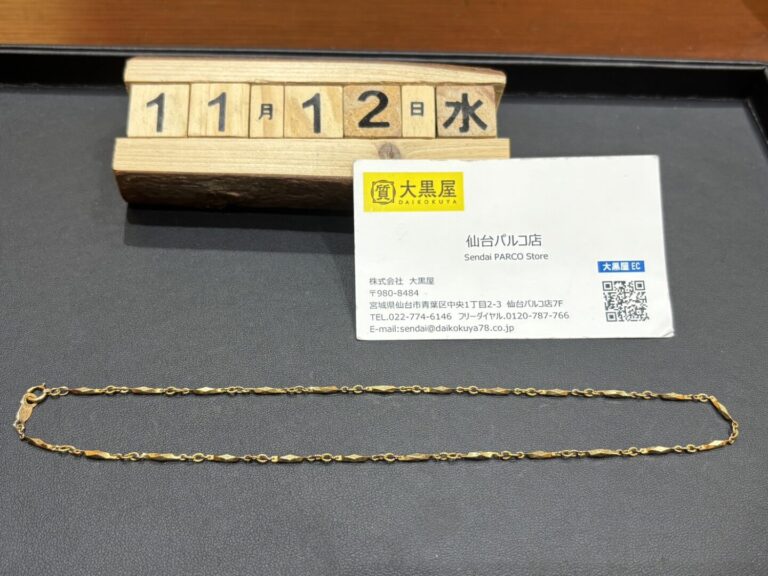 11月12日水
質 大黒屋
DAIKOKUYA
仙台パルコ店
Sendai PARCO Store
大黒屋 EC
株式会社 大黒屋
〒980-8484
宮城県仙台市青葉区中央1丁目2-3 仙台パルコ店7F
TEL.022-774-6146 フリーダイヤル.0120-787-766
E-mail:sendai@daikokuya78.co.jp